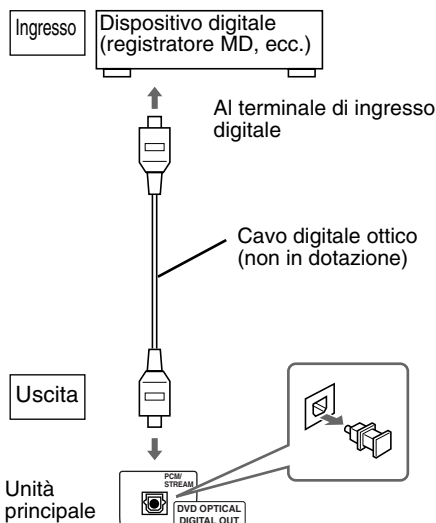 Ingresso
Dispositivo digitale
(registratore MD, ecc.)
Al terminale di ingresso
digitale
Cavo digitale ottico
(non in dotazione)
Uscita
Unità
principale
PCM/
STREAM
DVD OPTICAL
DIGITAL OUT